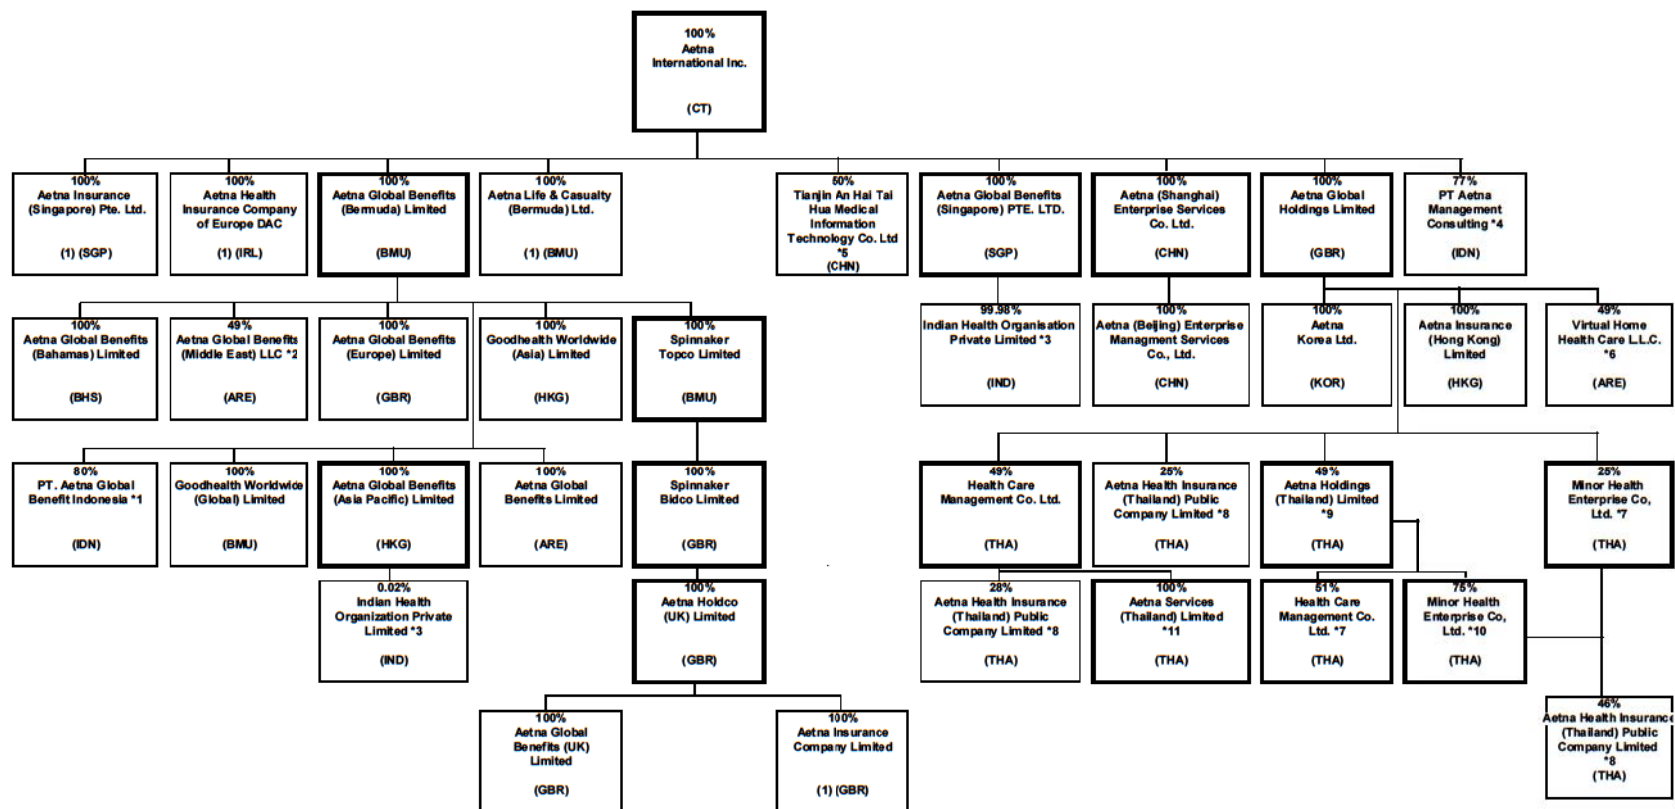 100%
Aetna
International Inc.
(CT)
100%
Aetna Insurance
(Singapore) Pte. Ltd.
(1) (SGP)
100%
Aetna Health
Insurance Company
of Europe DAC
(1) (IRL)
100%
Aetna Global Benefits
(Bermuda) Limited
(BMU)
100%
Aetna Life & Casualty
(Bermuda) Ltd.
(1) (BMU)
60%
Tianjin An Hai Tai
Hua Medical
Information
Technology Co. Ltd
*5
(CHN)
100%
Aetna Global Benefits
(Singapore) PTE. LTD.
(SGP)
100%
Aetna (Shanghai)
Enterprise Services
Co. Ltd.
(CHN)
100%
Aetna Global
Holdings Limited
(GBR)
77%
PT Aetna
Management
Consulting *4
(IDN)
100%
Aetna Global Benefits
(Bahamas) Limited
(BHS)
49%
Aetna Global Benefits
(Middle East) LLC *2
(ARE)
100%
Aetna Global Benefits
(Europe) Limited
(GBR)
100%
Goodhealth Worldwide
(Asia) Limited
(HKG)
100%
Spinnaker
Topco Limited
(BMU)
99.98%
Indian Health Organisation
Private Limited *3
(IND)
100%
Aetna (Beijing) Enterprise
Managment Services
Co., Ltd.
(CHN)
100%
Aetna
Korea Ltd.
(KOR)
100%
Aetna Insurance
(Hong Kong)
Limited
(HKG)
49%
Virtual Home
Health Care L.L.C.
*6
(ARE)
80%
PT. Aetna Global
Benefit Indonesia *1
(IDN)
100%
Goodhealth Worldwide
(Global) Limited
(BMU)
100%
Aetna Global Benefits
(Asia Pacific) Limited
(HKG)
100%
Aetna Global
Benefits Limited
(ARE)
100%
Spinnaker
Bidco Limited
(GBR)
49%
Health Care
Management Co. Ltd.
(THA)
25%
Aetna Health Insurance
(Thailand) Public
Company Limited *8
(THA)
49%
Aetna Holdings
(Thailand) Limited
*9
(THA)
25%
Minor Health
Enterprise Co,
Ltd. *7
(THA)
0.02%
Indian Health
Organization Private
Limited *3
(IND)
100%
Aetna Holdco
(UK) Limited
(GBR)
28%
Aetna Health Insurance
(Thailand) Public
Company Limited *8
(THA)
100%
Aetna Services
(Thailand) Limited
*11
(THA)
51%
Health Care
Management Co.
Ltd. *7
(THA)
75%
Minor Health
Enterprise Co,
Ltd. *10
(THA)
100%
Aetna Global
Benefits (UK)
Limited
(GBR)
100%
Aetna Insurance
Company Limited
(1) (GBR)
46%
Aetna Health Insurance
(Thailand) Public
Company Limited
*8
(THA)